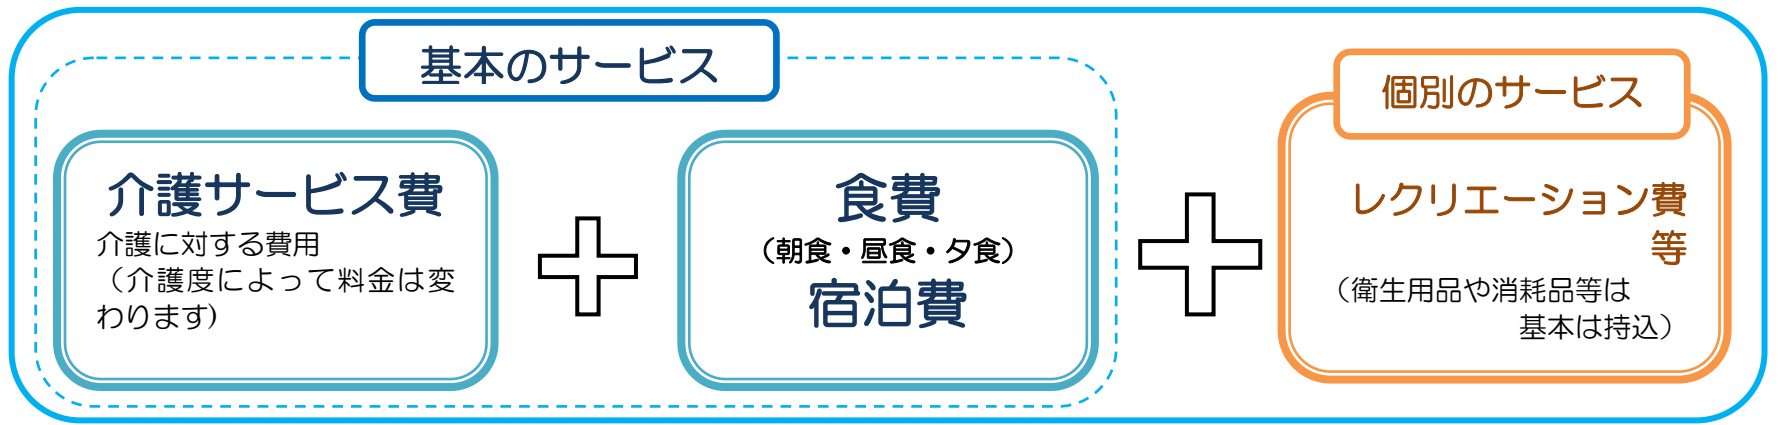 基本のサービス
介護サービス費
介護に対する費用
（介護度によって料金は変
わります)
食費
（朝食・昼食・夕食）
宿泊費
個別のサービス
レクリエーション費
等
（衛生用品や消耗品等は
基本は持込）